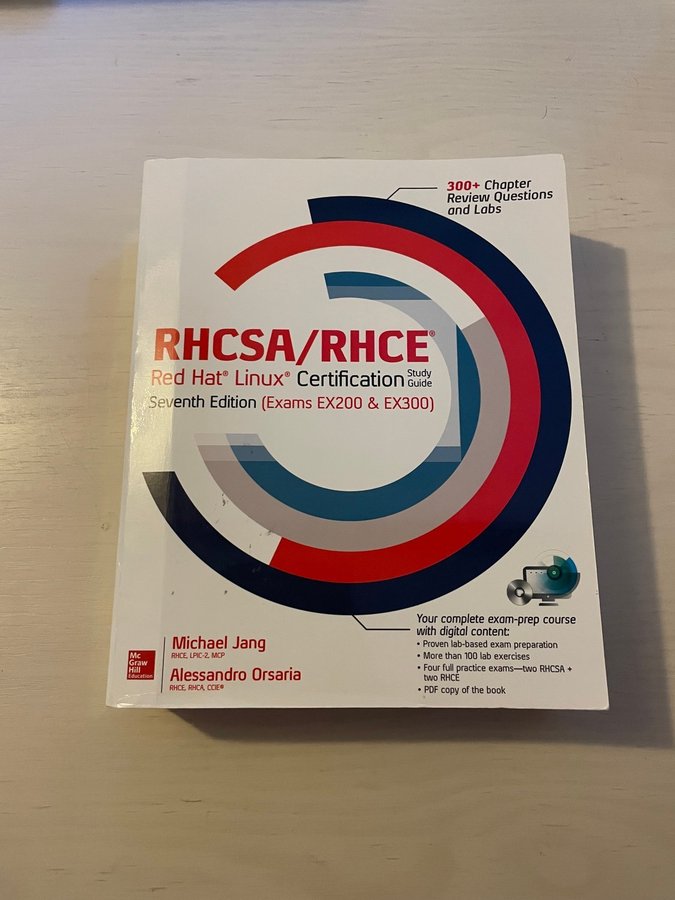 300+ Chapter
Review Questions
and Labs
RHCSA/RHCE®
Red Hat® Linux® Certification Study Guide
Seventh Edition (Exams EX200 & EX300)
Your complete exam-prep course
with digital content:
• Proven lab-based exam preparation
• More than 100 lab exercises
• Four full practice exams—two RHCSA +
two RHCE
• PDF copy of the book
Michael Jang
RHCE, LPIC-2, MCP
Alessandro Orsaria
RHCE, RHCA, CCIE®
Mc
Graw
Hill
Education